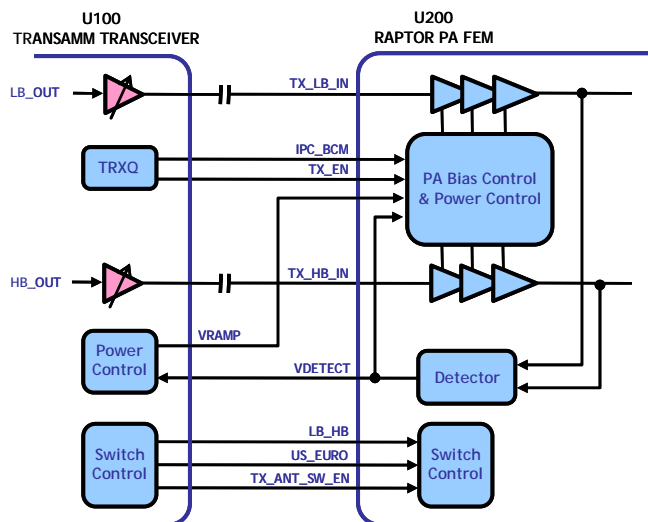 U100
TRANSAMM TRANSCEIVER
U200
RAPTOR PA FEM
LB_OUT
TX_LB_IN
TRXQ
IPC_BCM
TX_EN
PA Bias Control
& Power Control
HB_OUT
TX_HB_IN
VRAMP
Power
Control
VDETECT
Detector
Switch
Control
LB_HB
US_EURO
TX_ANT_SW_EN
Switch
Control